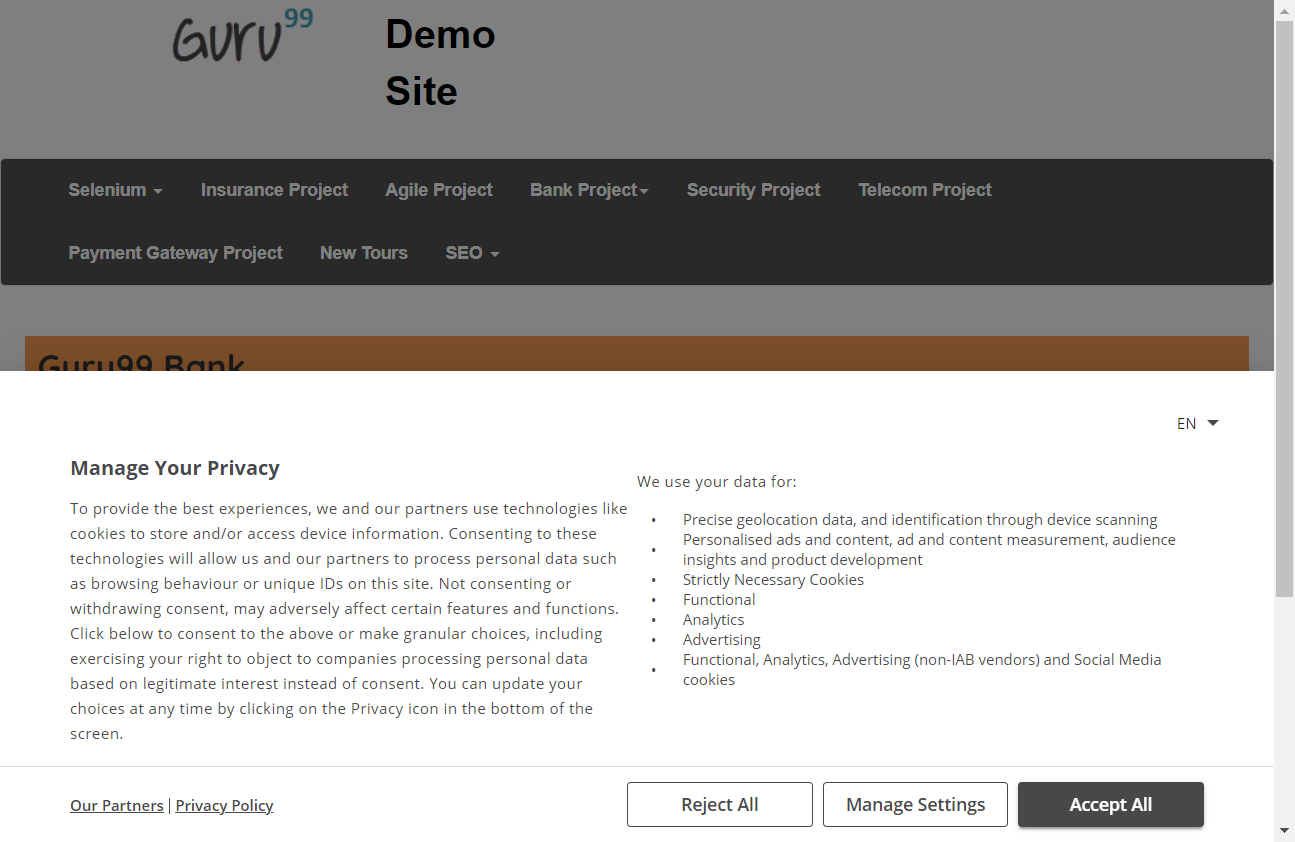 Guru99
Demo
Site
Selenium
Insurance Project
Agile Project
Bank Project
Security Project
Telecom Project
Payment Gateway Project
New Tours
SEO
Guru99 Bank
EN
Manage Your Privacy
To provide the best experiences, we and our partners use technologies like
cookies to store and/or access device information. Consenting to these
technologies will allow us and our partners to process personal data such
as browsing behaviour or unique IDs on this site. Not consenting or
withdrawing consent, may adversely affect certain features and functions.
Click below to consent to the above or make granular choices, including
exercising your right to object to companies processing personal data
based on legitimate interest instead of consent. You can update your
choices at any time by clicking on the Privacy icon in the bottom of the
screen.
We use your data for:
• Precise geolocation data, and identification through device scanning
• Personalised ads and content, ad and content measurement, audience
insights and product development
• Strictly Necessary Cookies
• Functional
• Analytics
• Advertising
• Functional, Analytics, Advertising (non-IAB vendors) and Social Media
cookies
Our Partners | Privacy Policy
Reject All
Manage Settings
Accept All